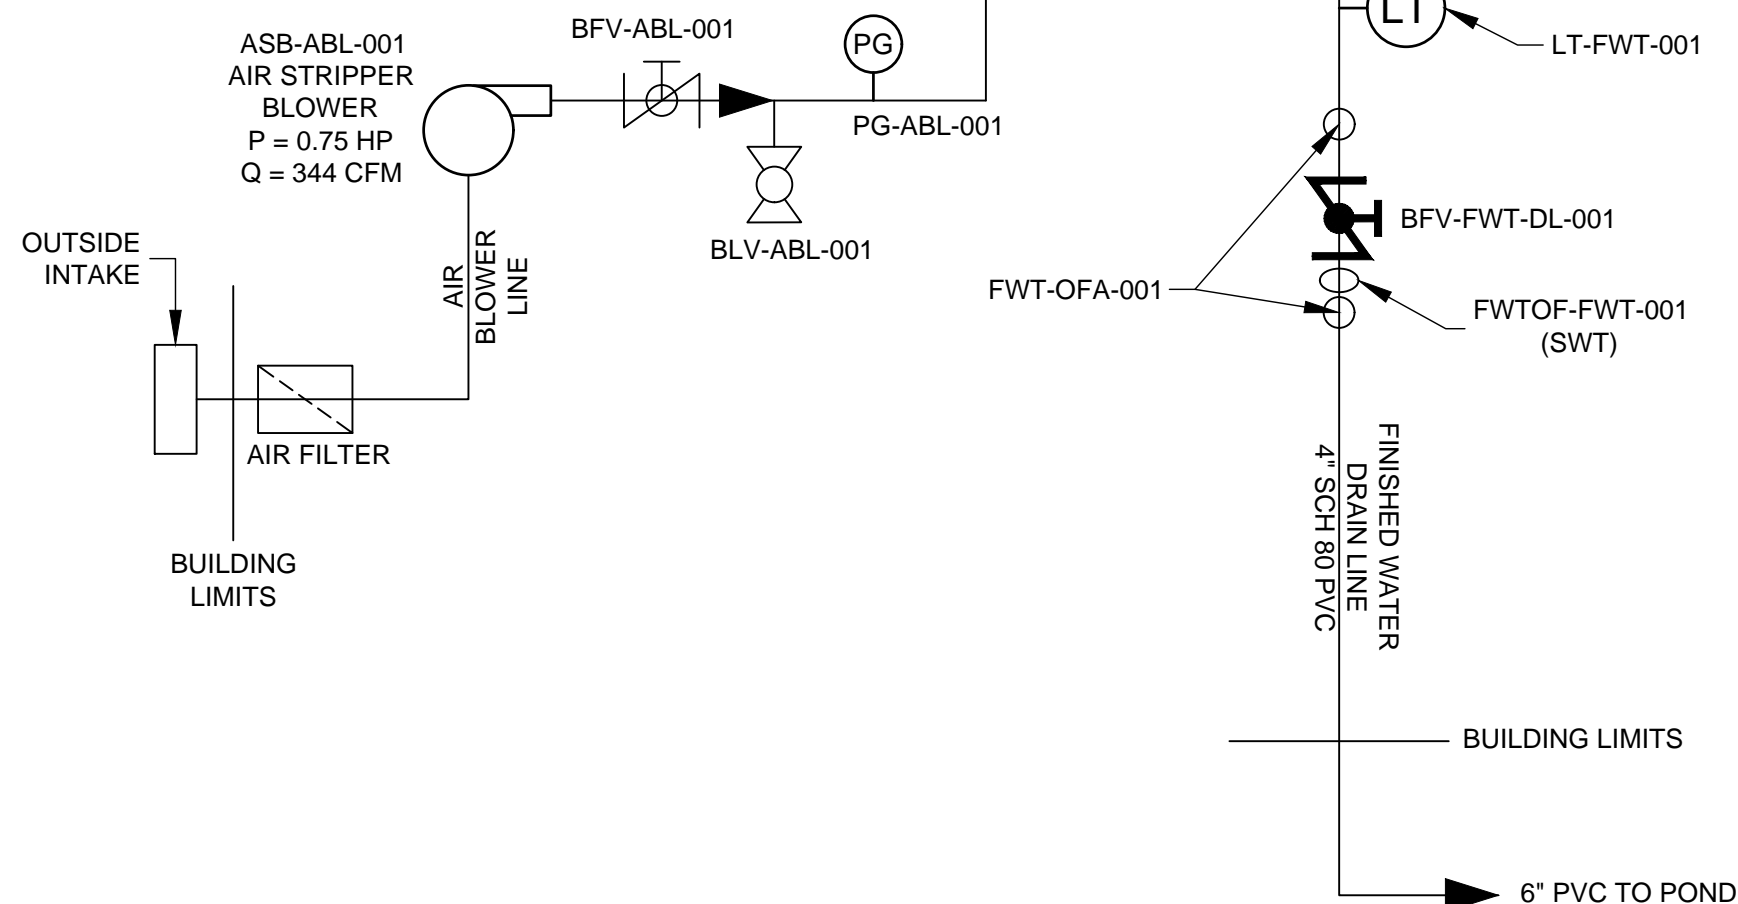 ASB-ABL-001
AIR STRIPPER
BLOWER
P = 0.75 HP
Q = 344 CFM
BFV-ABL-001
PG
PG-ABL-001
BLV-ABL-001
OUTSIDE
INTAKE
AIR
BLOWER
LINE
AIR FILTER
BUILDING
LIMITS
LT
LT-FWT-001
BFV-FWT-DL-001
FWT-OFA-001
FWTOF-FWT-001
(SWT)
FINISHED WATER
DRAIN LINE
4" SCH 80 PVC
BUILDING LIMITS
6" PVC TO POND